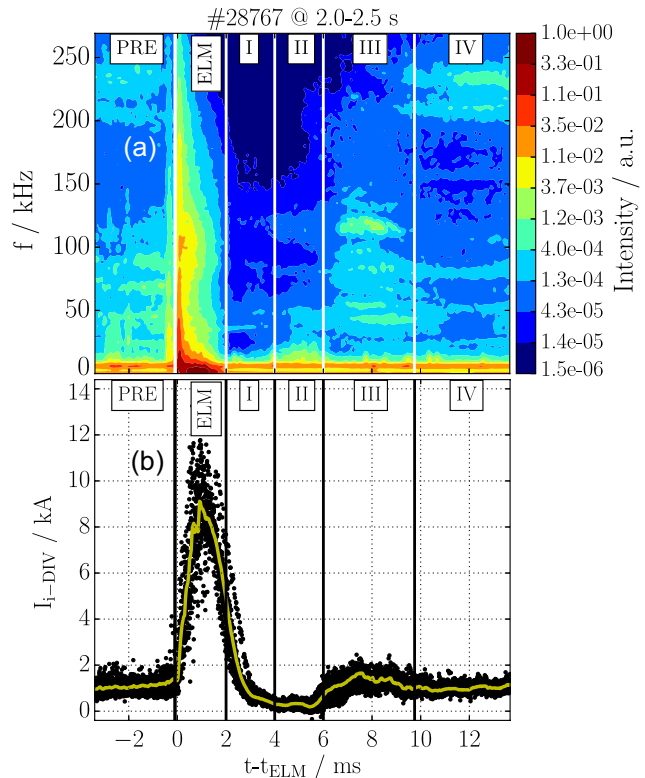 #28767 @ 2.0-2.5 s
PRE
ELM
I
II
III
IV
(a)
250
200
150
100
50
0
f / kHz
1.0e+00
3.3e-01
1.1e-01
3.5e-02
1.1e-02
3.7e-03
1.2e-03
4.0e-04
1.3e-04
4.3e-05
1.4e-05
1.5e-06
Intensity / a.u.
PRE
ELM
I
II
III
IV
(b)
14
12
10
8
6
4
2
0
I_{i-DIV} / kA
−2 0 2 4 6 8 10 12
t-t_{ELM} / ms